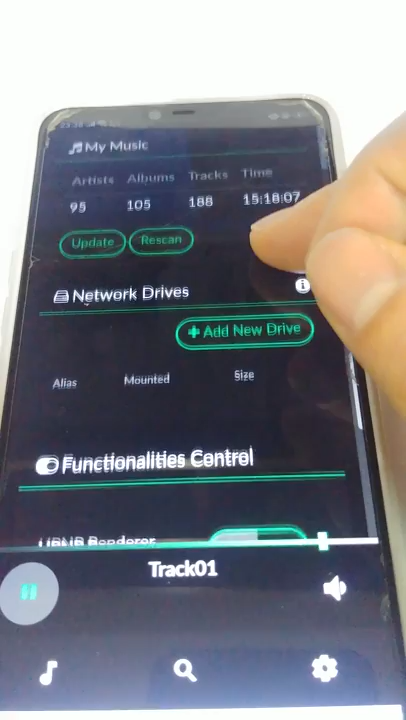 My Music
Artists Albums Tracks Time
95 105 188 15:18:07
Update Rescan
Network Drives
Add New Drive
Alias Mounted Size
Functionalities Control
UPNP Renderer
Track01